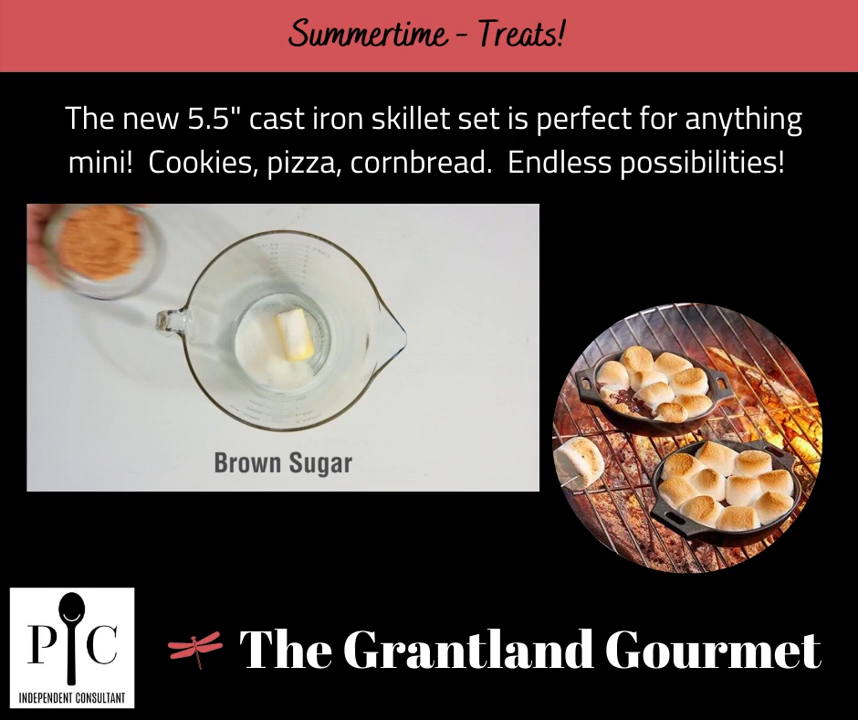 Summertime - Treats!
The new 5.5" cast iron skillet set is perfect for anything
mini!  Cookies, pizza, cornbread.  Endless possibilities!
Brown Sugar
P C
INDEPENDENT CONSULTANT
The Grantland Gourmet